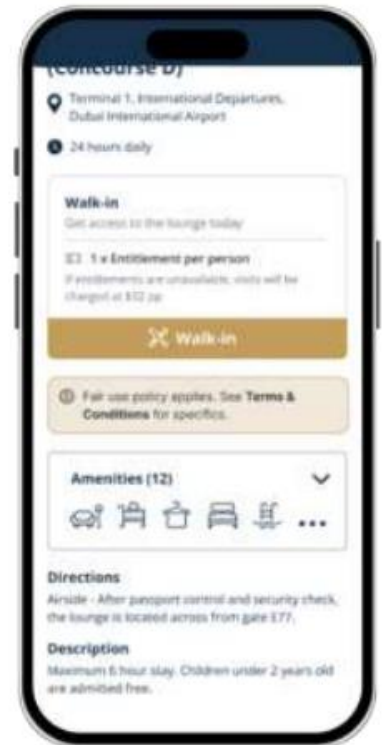 (Concourse D)
Terminal 1, International Departures,
Dubai International Airport
24 hours daily
Walk-in
Get access to the lounge today
1 x Entitlement per person
If entitlements are unavailable, visits will be
charged at $32 pp
Walk-in
Fair use policy applies. See Terms &
Conditions for specifics.
Amenities (12)
Directions
Airside - After passport control and security check,
the lounge is located across from gate E77.
Description
Maximum 6 hour stay. Children under 2 years old
are admitted free.